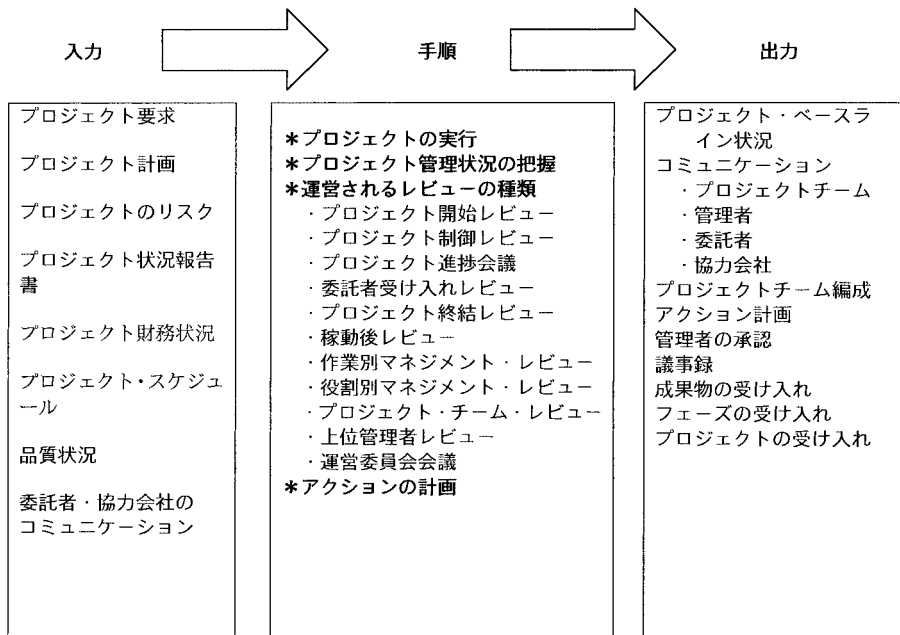 入力
手順
出力
プロジェクト要求
プロジェクト計画
プロジェクトのリスク
プロジェクト状況報告
書
プロジェクト財務状況
プロジェクト・スケジュ
ール
品質状況
委託者・協力会社の
コミュニケーション
＊プロジェクトの実行
＊プロジェクト管理状況の把握
＊運営されるレビューの種類
・プロジェクト開始レビュー
・プロジェクト制御レビュー
・プロジェクト進捗会議
・委託者受け入れレビュー
・プロジェクト終結レビュー
・稼動後レビュー
・作業別マネジメント・レビュー
・役割別マネジメント・レビュー
・プロジェクト・チーム・レビュー
・上位管理者レビュー
・運営委員会会議
＊アクションの計画
プロジェクト・ベースラ
イン状況
コミュニケーション
・プロジェクトチーム
・管理者
・委託者
・協力会社
プロジェクトチーム編成
アクション計画
管理者の承認
議事録
成果物の受け入れ
フェーズの受け入れ
プロジェクトの受け入れ